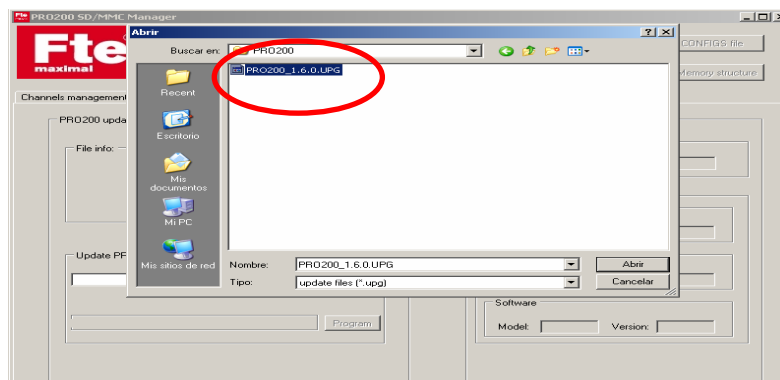 PRO200 SD/MMC Manager
Fte
maximal
CONFIGS file
Memory structure
Channels management
PRO200 upda
File info:
Update PR
Program
Software
Model:
Version:
Abrir
Buscar en:
PRO200
Recent
Escritorio
Mis
documentos
Mi PC
Mis sitios de red
PRO200_1.6.0.UPG
Nombre:
PRO200_1.6.0.UPG
Abrir
Tipo:
update files (*.upg)
Cancelar